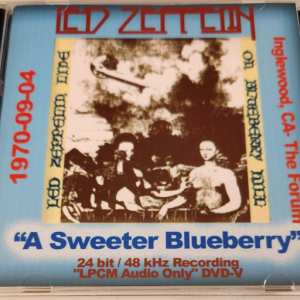 LED ZEPPELIN
1970-09-04
LED ZEPPELIN LIVE
ON BLUEBERRY HILL
Inglewood, CA- The Forum
“A Sweeter Blueberry”
24 bit / 48 kHz Recording
"LPCM Audio Only" DVD-V